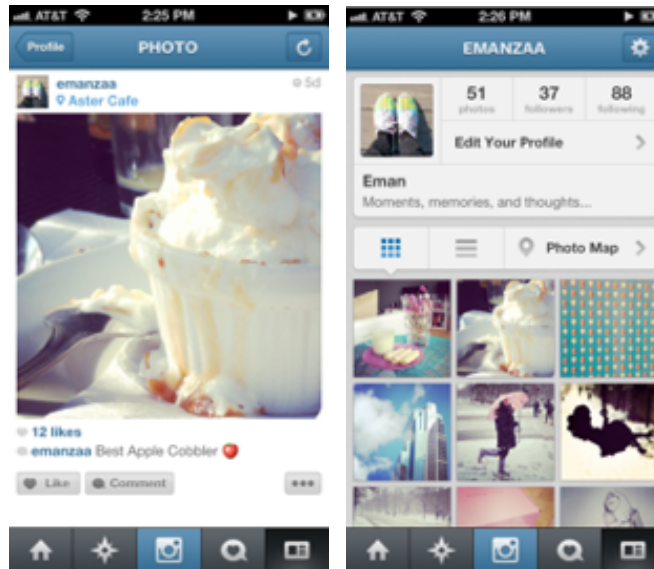 AT&T 2:25 PM
Profile PHOTO
emanzaa 5d
Aster Cafe
12 likes
emanzaa Best Apple Cobbler
Like Comment
AT&T 2:26 PM
EMANZAA
51 37 88
photos followers following
Edit Your Profile
Eman
Moments, memories, and thoughts...
Photo Map